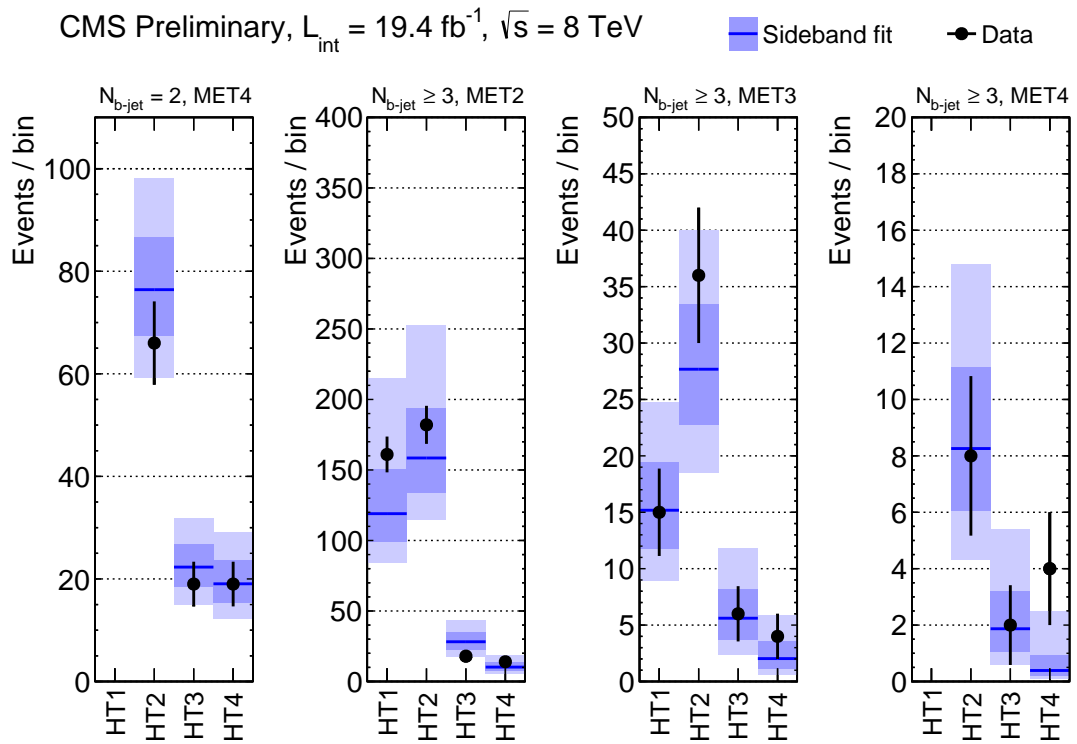 CMS Preliminary, L_int = 19.4 fb⁻¹, √s = 8 TeV
Sideband fit
Data
N_b-jet = 2, MET4
Events / bin
100
80
60
40
20
0
HT1
HT2
HT3
HT4
N_b-jet ≥ 3, MET2
Events / bin
400
350
300
250
200
150
100
50
0
HT1
HT2
HT3
HT4
N_b-jet ≥ 3, MET3
Events / bin
50
45
40
35
30
25
20
15
10
5
0
HT1
HT2
HT3
HT4
N_b-jet ≥ 3, MET4
Events / bin
20
18
16
14
12
10
8
6
4
2
0
HT1
HT2
HT3
HT4